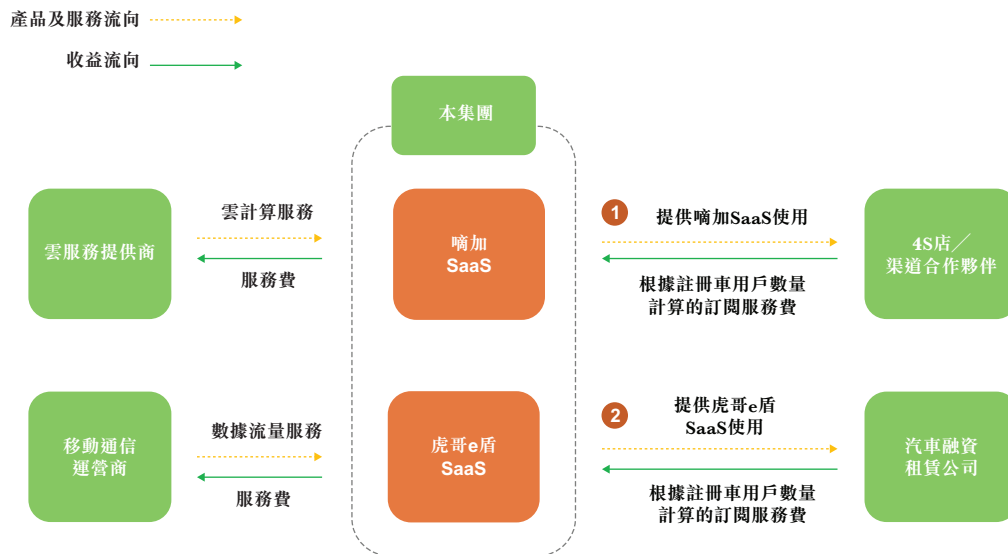 產品及服務流向
收益流向
本集團
雲服務提供商
雲計算服務
服務費
嘀加
SaaS
1
提供嘀加SaaS使用
根據註冊車用戶數量
計算的訂閱服務費
4S店╱
渠道合作夥伴
移動通信
運營商
數據流量服務
服務費
虎哥e盾
SaaS
2
提供虎哥e盾
SaaS使用
根據註冊車用戶數量
計算的訂閱服務費
汽車融資
租賃公司